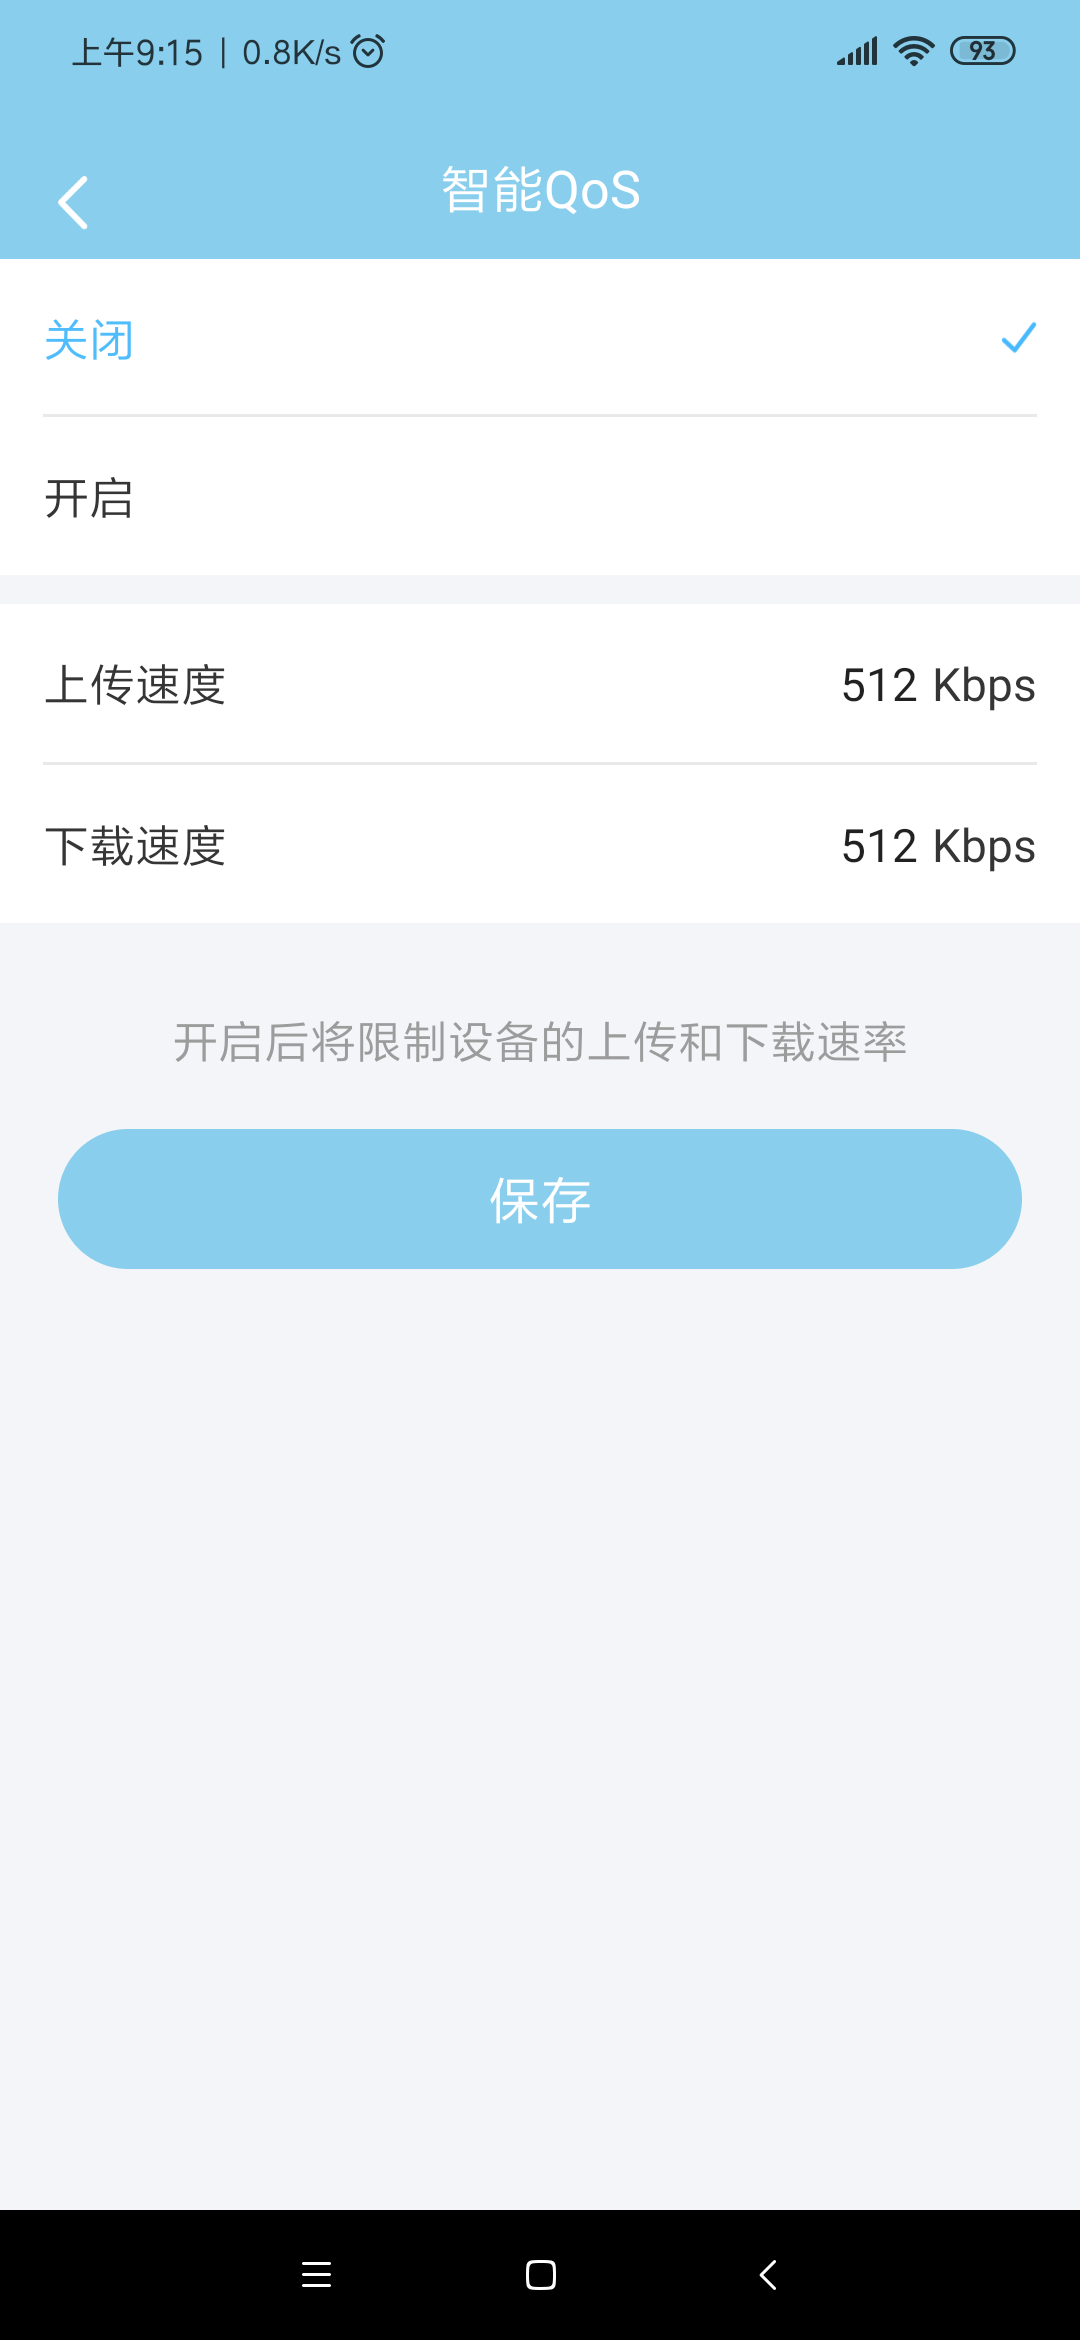 上午9:15 | 0.8K/s 93
智能QoS
关闭
开启
上传速度 512 Kbps
下载速度 512 Kbps
开启后将限制设备的上传和下载速率
保存